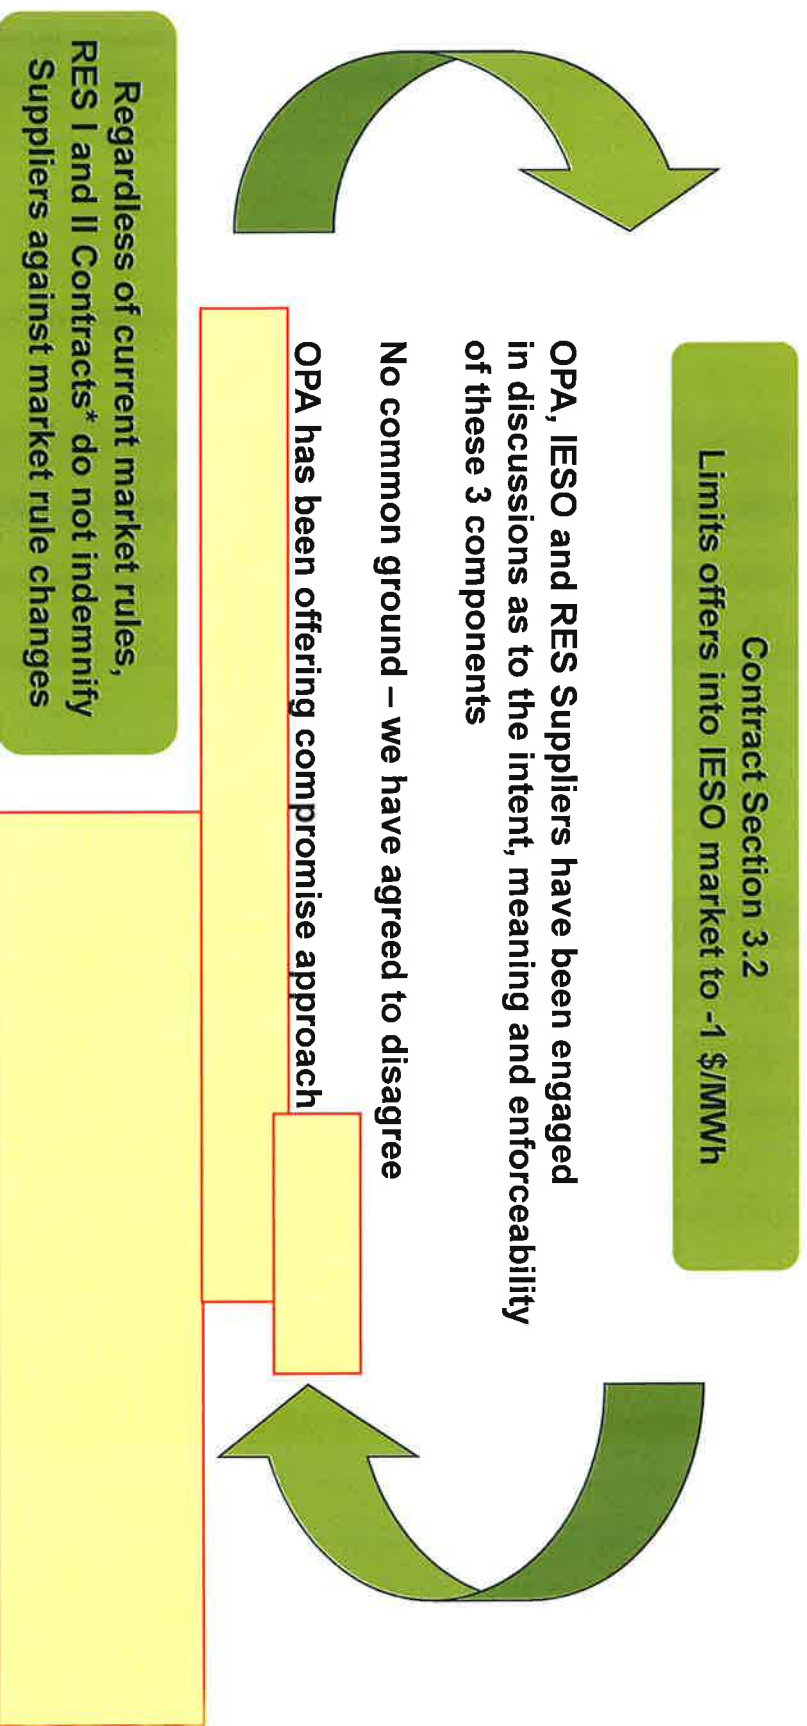 Contract Section 3.2
Limits offers into IESO market to -1 $/MWh
OPA, IESO and RES Suppliers have been engaged
in discussions as to the intent, meaning and enforceability
of these 3 components
No common ground – we have agreed to disagree
OPA has been offering compromise approach
Regardless of current market rules,
RES I and II Contracts* do not indemnify
Suppliers against market rule changes